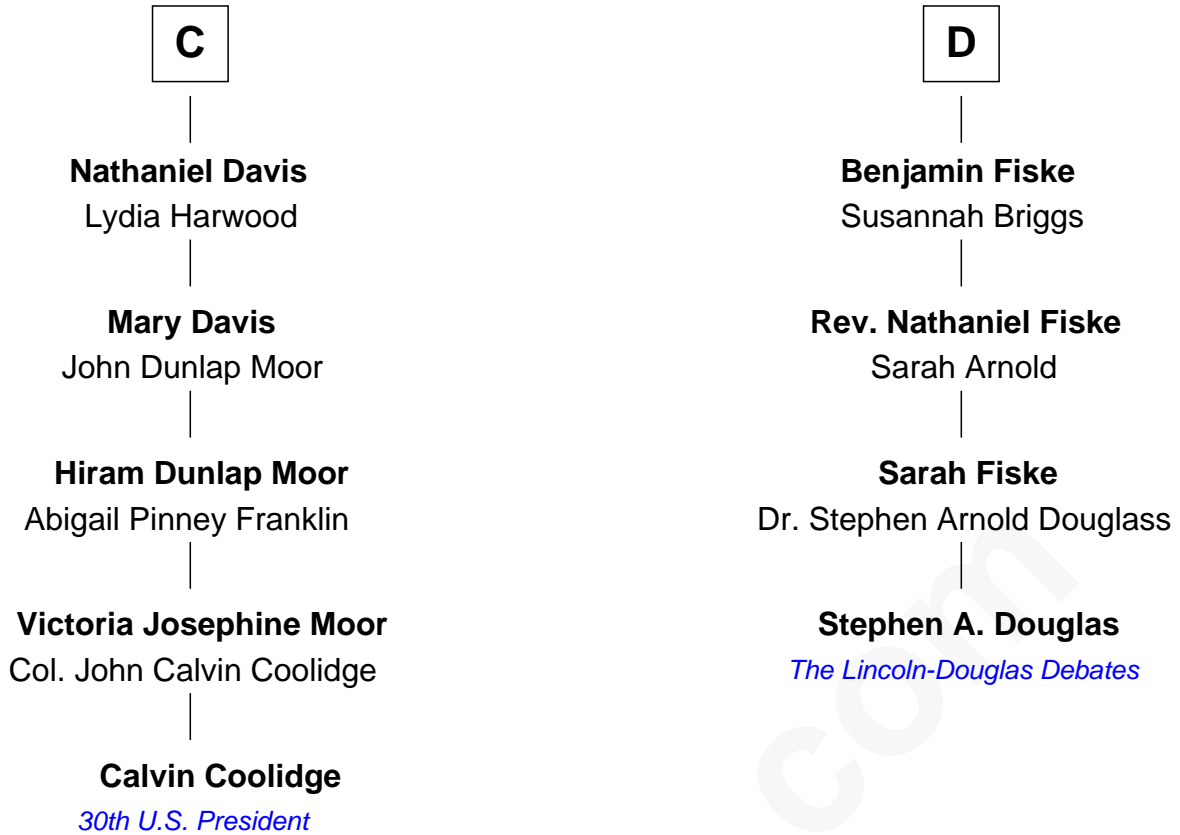 C
Nathaniel Davis
Lydia Harwood
Mary Davis
John Dunlap Moor
Hiram Dunlap Moor
Abigail Pinney Franklin
Victoria Josephine Moor
Col. John Calvin Coolidge
Calvin Coolidge
30th U.S. President
D
Benjamin Fiske
Susannah Briggs
Rev. Nathaniel Fiske
Sarah Arnold
Sarah Fiske
Dr. Stephen Arnold Douglass
Stephen A. Douglas
The Lincoln-Douglas Debates
com